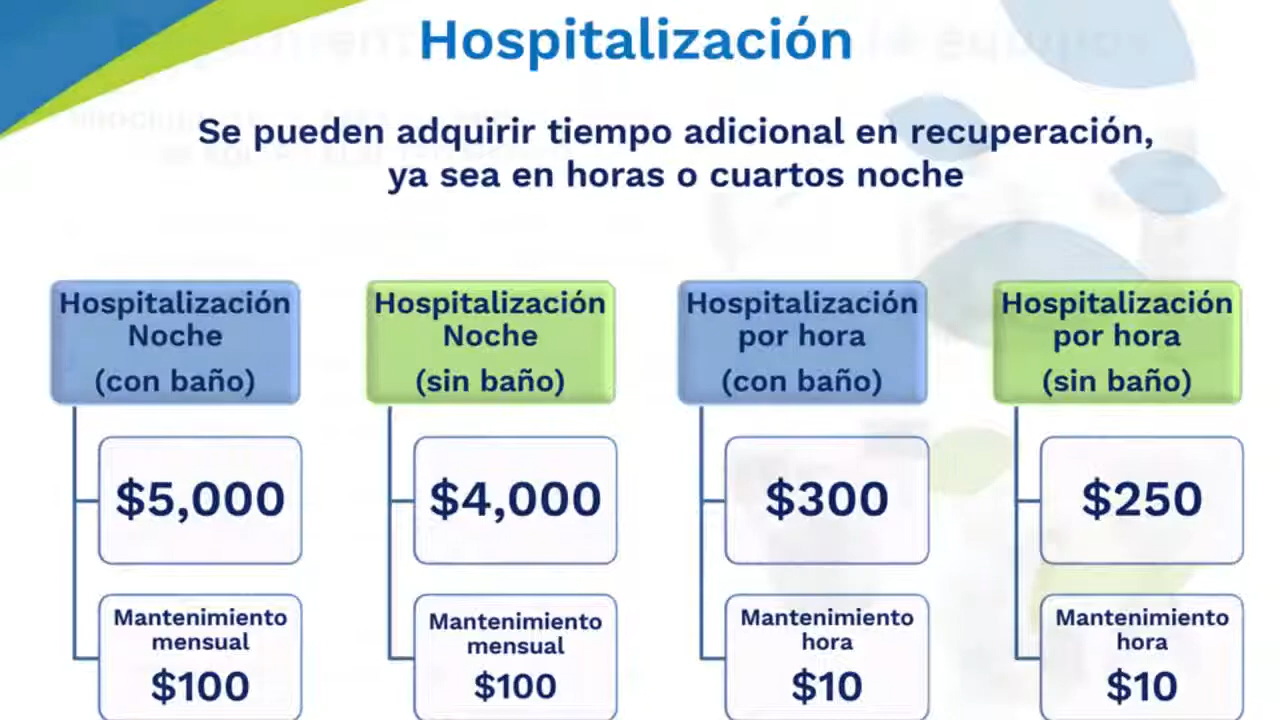 Hospitalización
Se pueden adquirir tiempo adicional en recuperación,
ya sea en horas o cuartos noche
Hospitalización
Noche
(con baño)
$5,000
Mantenimiento
mensual
$100
Hospitalización
Noche
(sin baño)
$4,000
Mantenimiento
mensual
$100
Hospitalización
por hora
(con baño)
$300
Mantenimiento
hora
$10
Hospitalización
por hora
(sin baño)
$250
Mantenimiento
hora
$10